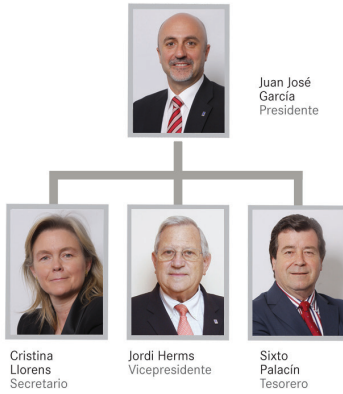 Juan José
García
Presidente
Cristina
Llorens
Secretario
Jordi Herms
Vicepresidente
Sixto
Palacín
Tesorero